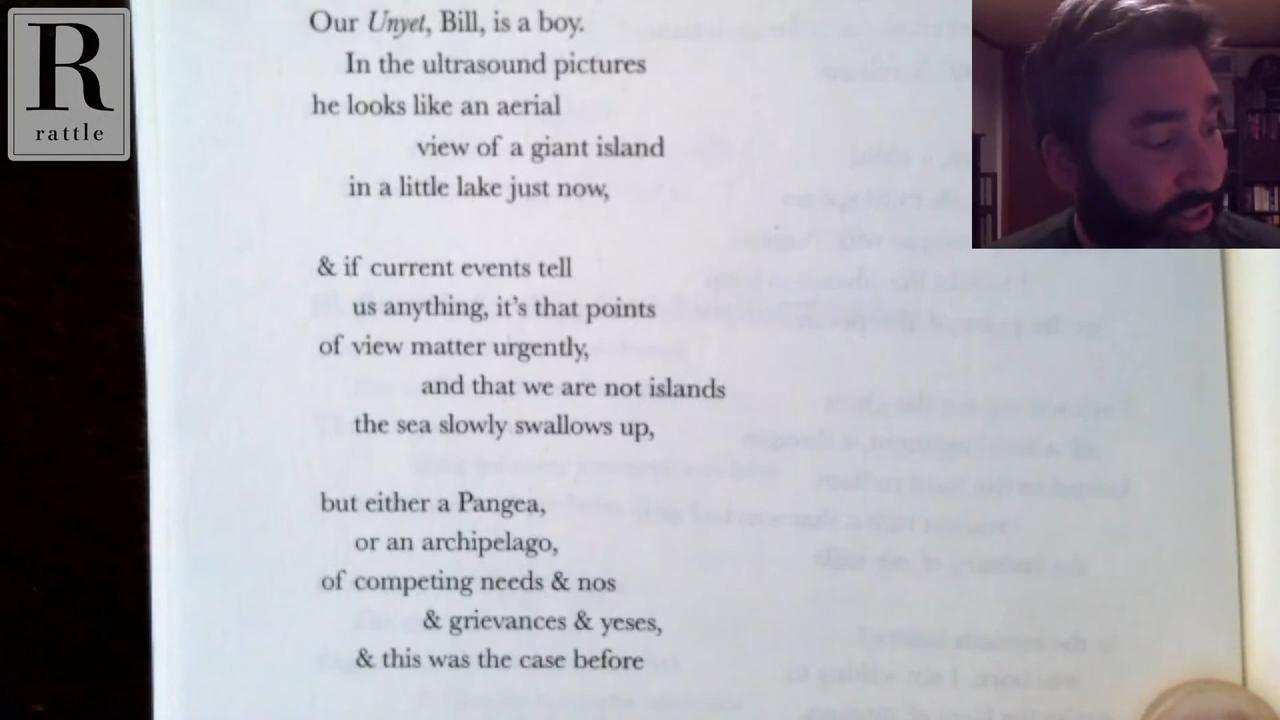 R
rattle
Our Unyet, Bill, is a boy.
In the ultrasound pictures
he looks like an aerial
view of a giant island
in a little lake just now,
& if current events tell
us anything, it's that points
of view matter urgently,
and that we are not islands
the sea slowly swallows up,
but either a Pangea,
or an archipelago,
of competing needs & nos
& grievances & yeses,
& this was the case before